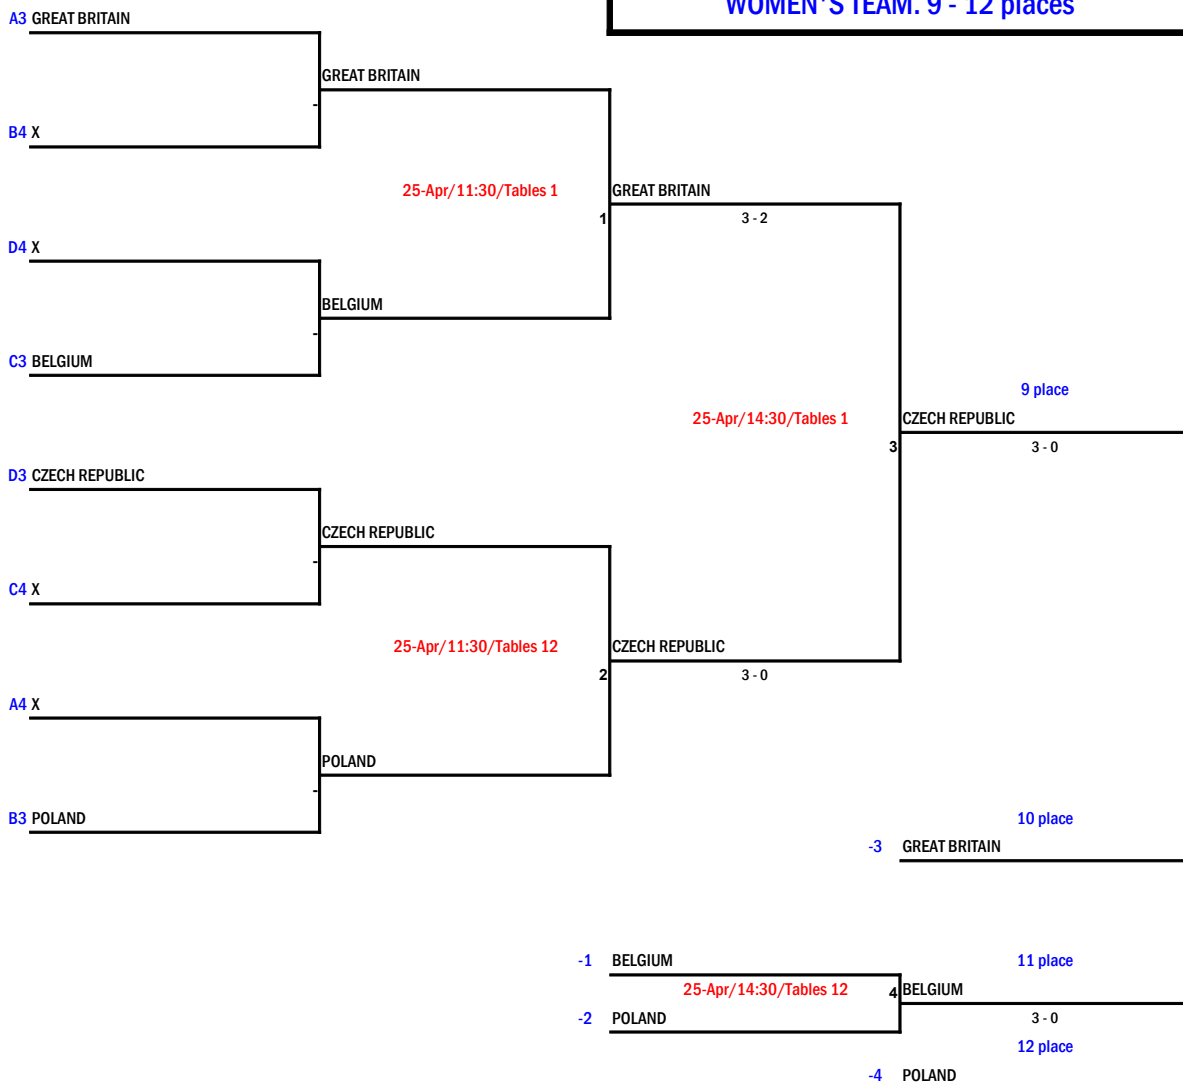 WOMEN'S TEAM. 9 - 12 places
A3 GREAT BRITAIN
GREAT BRITAIN
-
B4 X
25-Apr/11:30/Tables 1
GREAT BRITAIN
1
3 - 2
D4 X
BELGIUM
-
C3 BELGIUM
9 place
25-Apr/14:30/Tables 1
CZECH REPUBLIC
3
3 - 0
D3 CZECH REPUBLIC
CZECH REPUBLIC
-
C4 X
25-Apr/11:30/Tables 12
CZECH REPUBLIC
2
3 - 0
A4 X
POLAND
-
B3 POLAND
10 place
-3 GREAT BRITAIN
-1 BELGIUM
11 place
25-Apr/14:30/Tables 12
4 BELGIUM
-2 POLAND
3 - 0
12 place
-4 POLAND